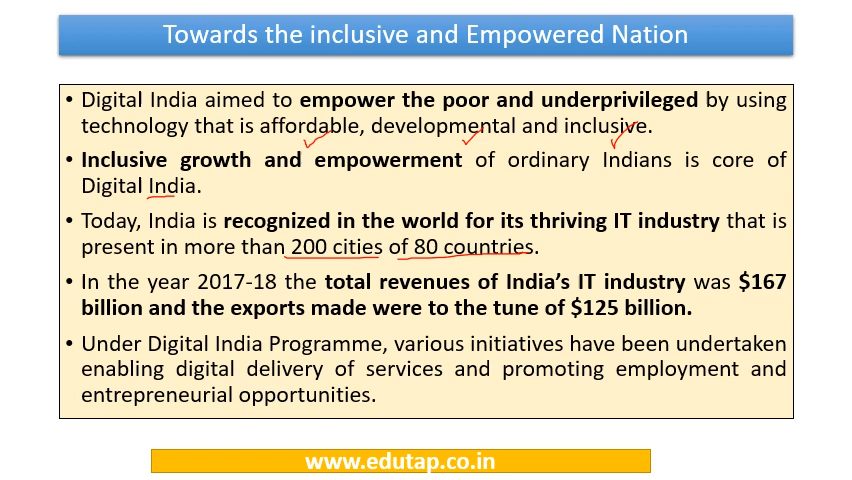 Towards the inclusive and Empowered Nation
• Digital India aimed to empower the poor and underprivileged by using
technology that is affordable, developmental and inclusive.
• Inclusive growth and empowerment of ordinary Indians is core of
Digital India.
• Today, India is recognized in the world for its thriving IT industry that is
present in more than 200 cities of 80 countries.
• In the year 2017-18 the total revenues of India’s IT industry was $167
billion and the exports made were to the tune of $125 billion.
• Under Digital India Programme, various initiatives have been undertaken
enabling digital delivery of services and promoting employment and
entrepreneurial opportunities.
www.edutap.co.in